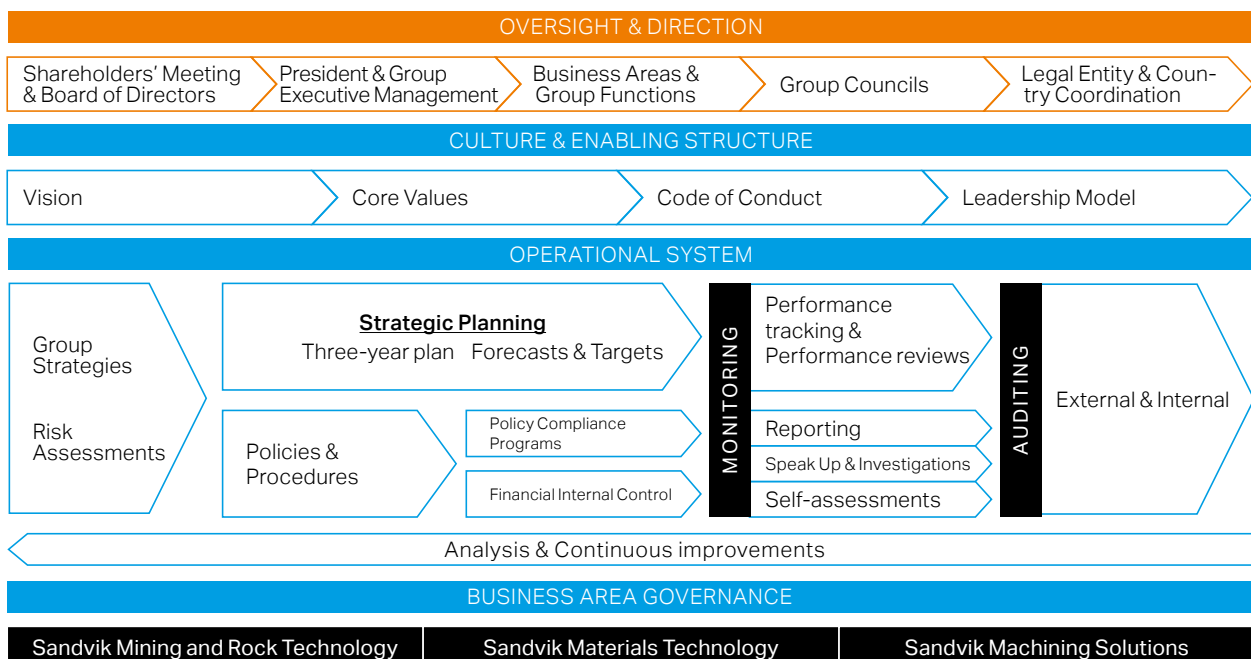 OVERSIGHT & DIRECTION
Shareholders' Meeting
& Board of Directors
President & Group
Executive Management
Business Areas &
Group Functions
Group Councils
Legal Entity & Coun-
try Coordination
CULTURE & ENABLING STRUCTURE
Vision
Core Values
Code of Conduct
Leadership Model
OPERATIONAL SYSTEM
Group
Strategies
Risk
Assessments
Strategic Planning
Three-year plan Forecasts & Targets
Policies &
Procedures
Policy Compliance
Programs
Financial Internal Control
MONITORING
Performance
tracking &
Performance reviews
Reporting
Speak Up & Investigations
Self-assessments
AUDITING
External & Internal
Analysis & Continuous improvements
BUSINESS AREA GOVERNANCE
Sandvik Mining and Rock Technology
Sandvik Materials Technology
Sandvik Machining Solutions